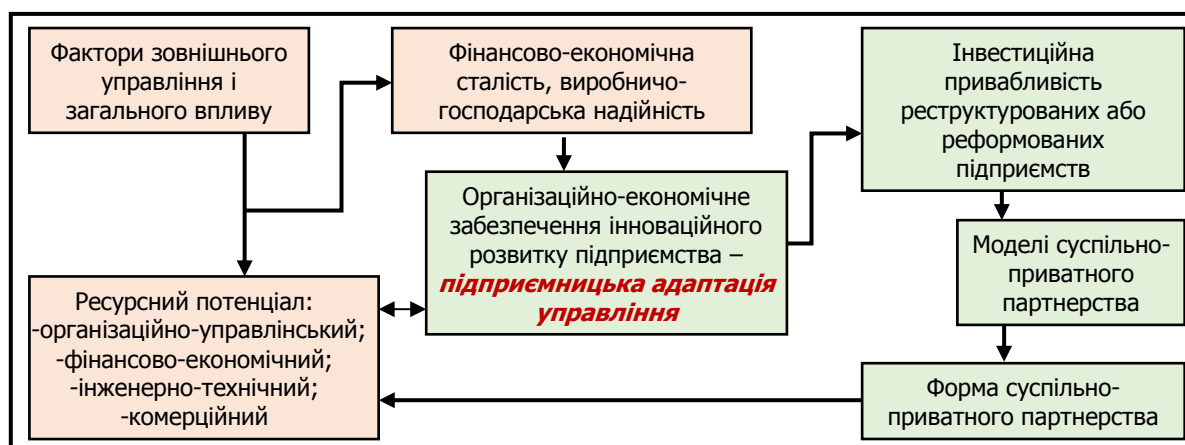 Фактори зовнішнього
управління і
загального впливу
Фінансово-економічна
сталість, виробничо-
господарська надійність
Інвестиційна
привабливість
реструктурованих або
реформованих
підприємств
Організаційно-економічне
забезпечення інноваційного
розвитку підприємства –
підприємницька адаптація
управління
Моделі суспільно-
приватного
партнерства
Ресурсний потенціал:
-організаційно-управлінський;
-фінансово-економічний;
-інженерно-технічний;
-комерційний
Форма суспільно-
приватного партнерства